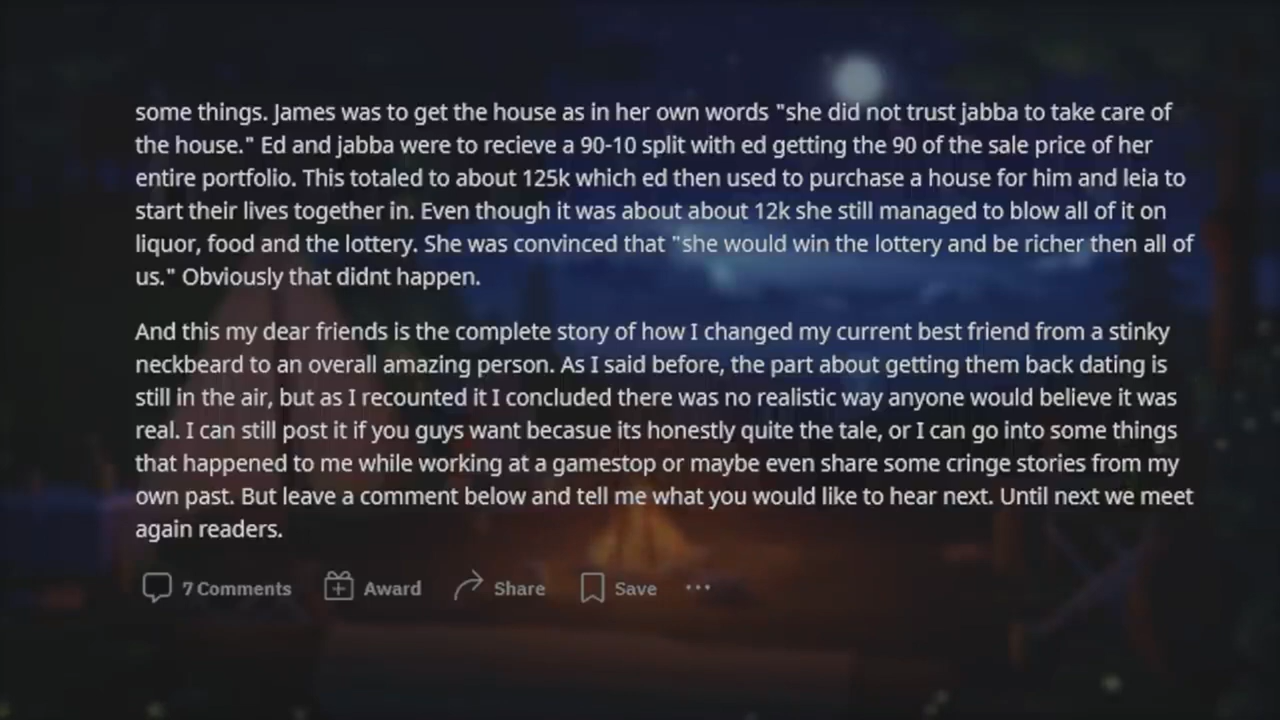 some things. James was to get the house as in her own words "she did not trust jabba to take care of
the house." Ed and jabba were to recieve a 90-10 split with ed getting the 90 of the sale price of her
entire portfolio. This totaled to about 125k which ed then used to purchase a house for him and leia to
start their lives together in. Even though it was about about 12k she still managed to blow all of it on
liquor, food and the lottery. She was convinced that "she would win the lottery and be richer then all of
us." Obviously that didnt happen.
And this my dear friends is the complete story of how I changed my current best friend from a stinky
neckbeard to an overall amazing person. As I said before, the part about getting them back dating is
still in the air, but as I recounted it I concluded there was no realistic way anyone would believe it was
real. I can still post it if you guys want becasue its honestly quite the tale, or I can go into some things
that happened to me while working at a gamestop or maybe even share some cringe stories from my
own past. But leave a comment below and tell me what you would like to hear next. Until next we meet
again readers.
7 Comments Award Share Save